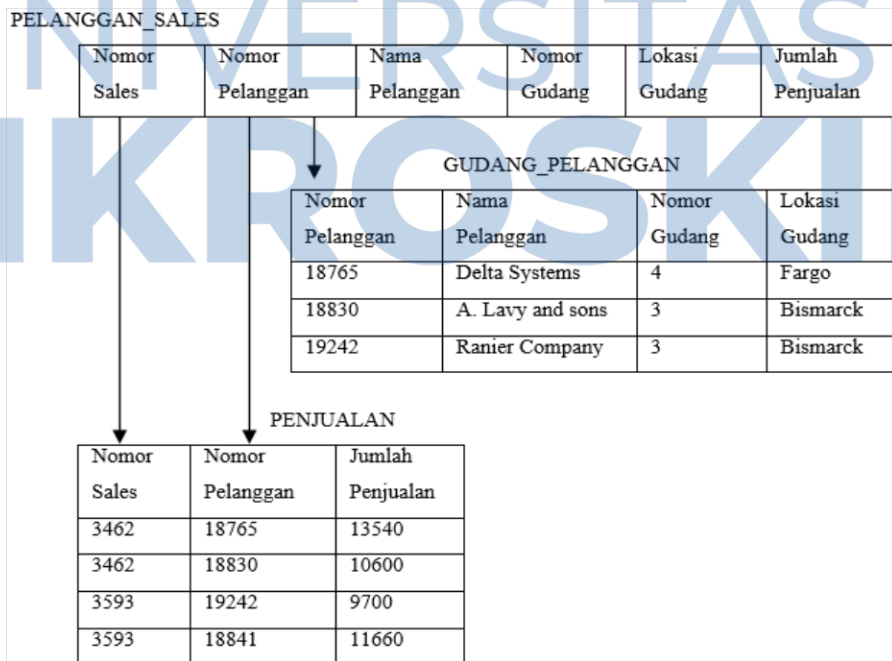 UNIVERSITAS
MIKROSKIL
PELANGGAN_SALES
Nomor Sales Nomor Pelanggan Nama Pelanggan Nomor Gudang Lokasi Gudang Jumlah Penjualan
GUDANG_PELANGGAN
Nomor Pelanggan Nama Pelanggan Nomor Gudang Lokasi Gudang
18765 Delta Systems 4 Fargo
18830 A. Lavy and sons 3 Bismarck
19242 Ranier Company 3 Bismarck
PENJUALAN
Nomor Sales Nomor Pelanggan Jumlah Penjualan
3462 18765 13540
3462 18830 10600
3593 19242 9700
3593 18841 11660